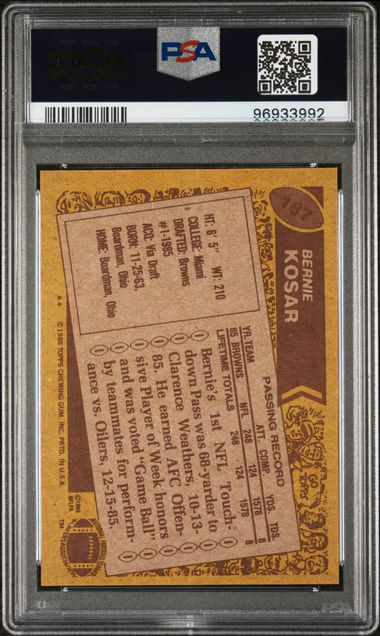 PSA
96933992
187
BERNIE
KOSAR
HT: 6' 5" WT: 210
COLLEGE: Miami
DRAFTED: Browns
#1-1985
ACQ: Via Draft
BORN: 11-25-63,
Boardman, Ohio
HOME: Boardman, Ohio
PASSING RECORD
YR. TEAM NFL ATT. COMP. YDS. TDS.
85 BROWNS 248 124 1578 8
LIFETIME TOTALS 248 124 1578 8
Bernie's 1st NFL Touch-
down Pass was 68-yarder to
Clarence Weathers, 10-13-
85. He earned AFC Offen-
sive Player of Week honors
and was voted "Game Ball"
by teammates for perform-
ance vs. Oilers, 12-15-85.
GO
TOPPS
A*
©1986 TOPPS CHEWING GUM, INC. PRTD. IN U.S.A.
©1986
NFLPA
TM